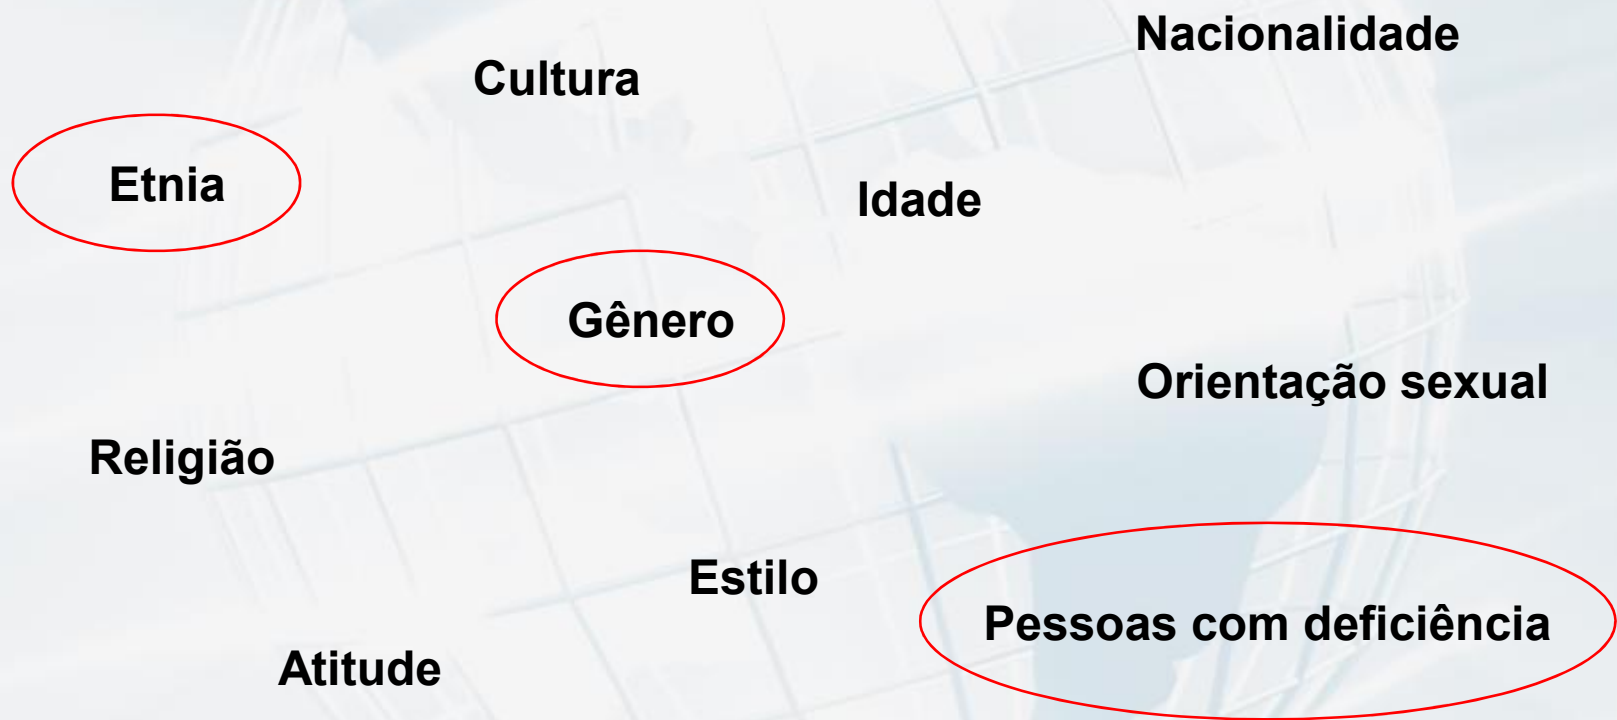 Nacionalidade
Cultura
Etnia
Idade
Gênero
Orientação sexual
Religião
Estilo
Pessoas com deficiência
Atitude